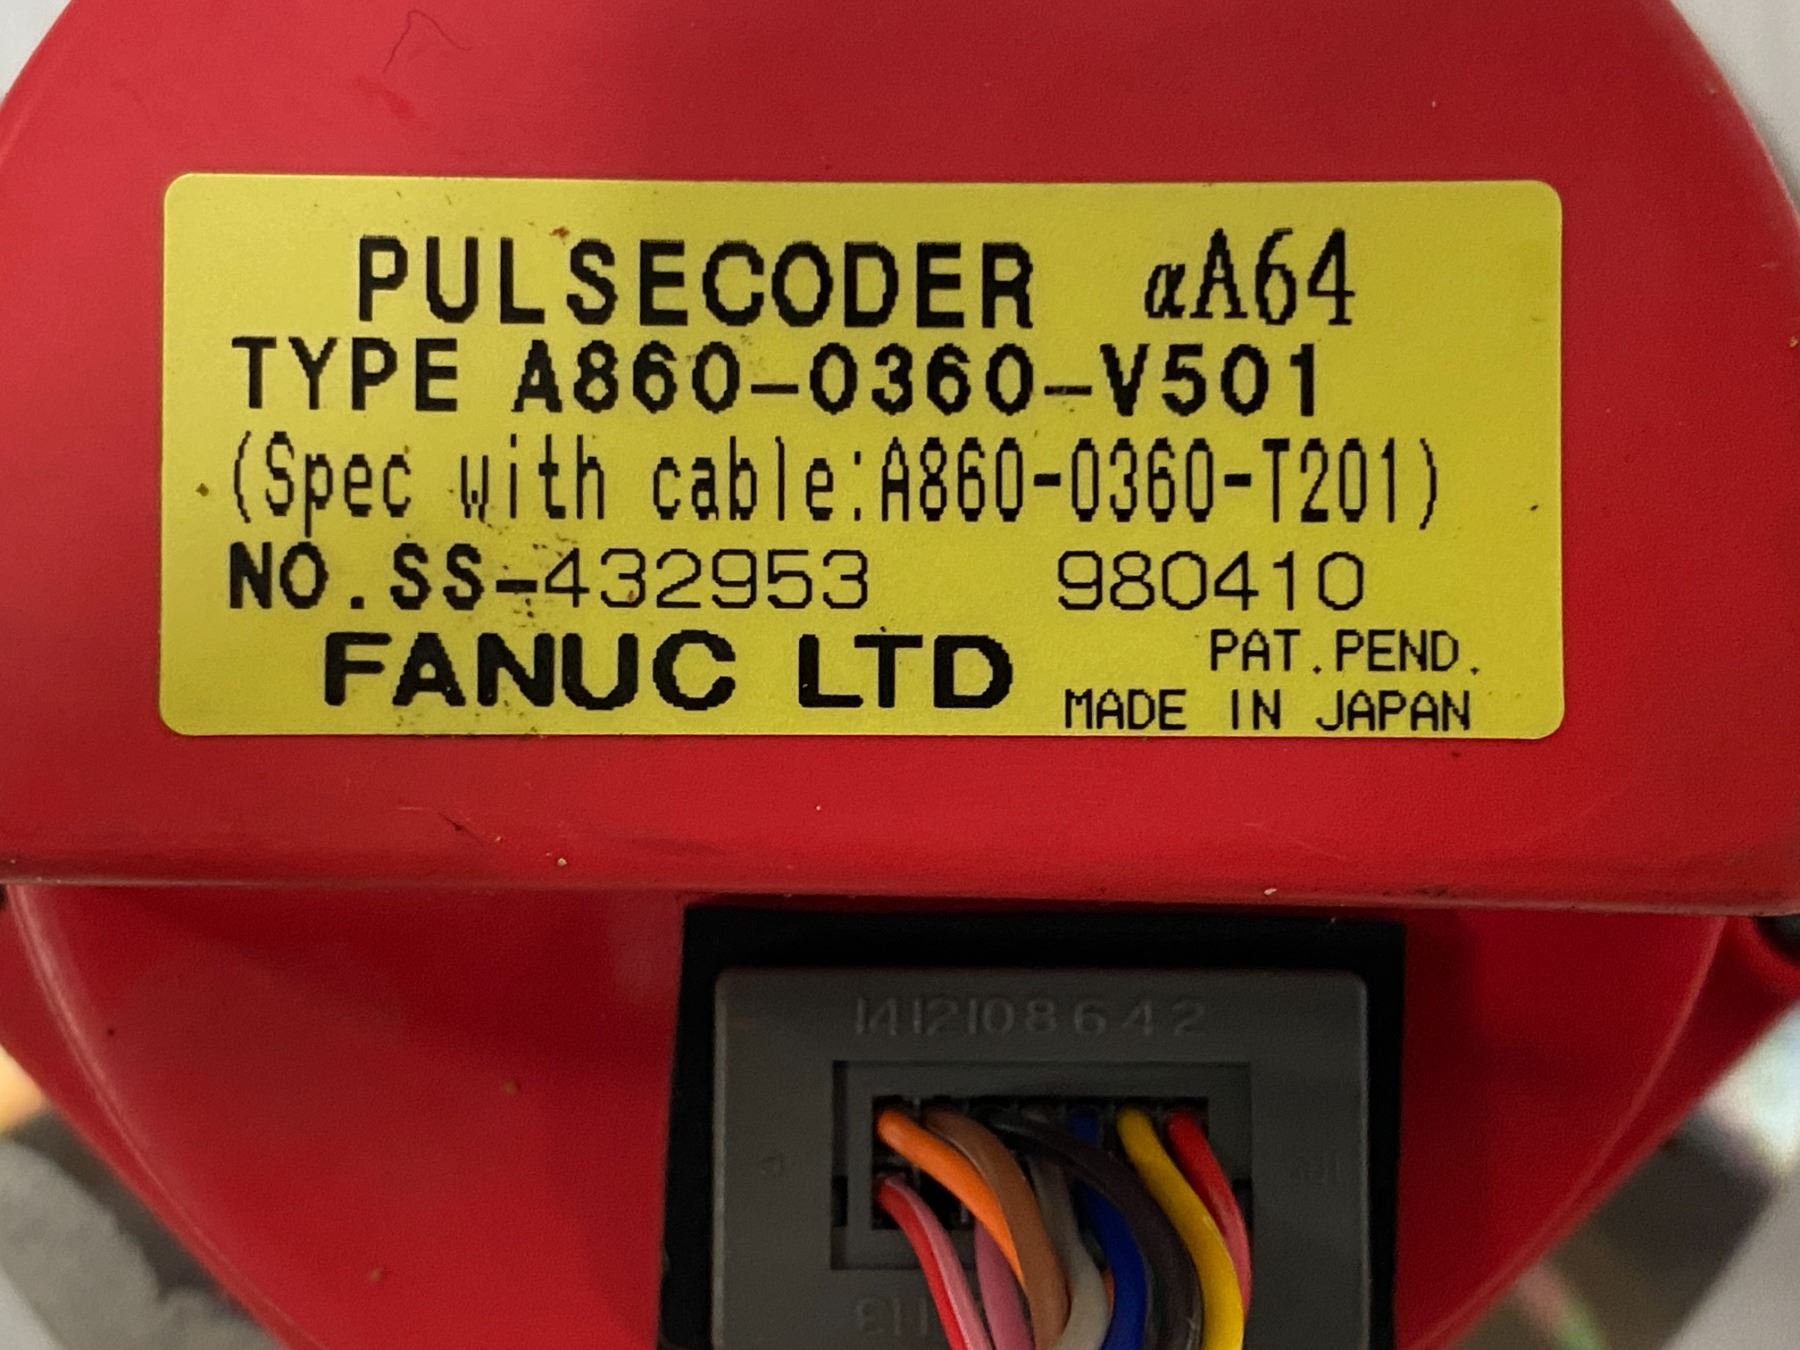 PULSECODER αA64
TYPE A860-0360-V501
(Spec with cable:A860-0360-T201)
NO.SS-432953 980410
FANUC LTD PAT.PEND.
MADE IN JAPAN
14 12 10 8 6 4 2